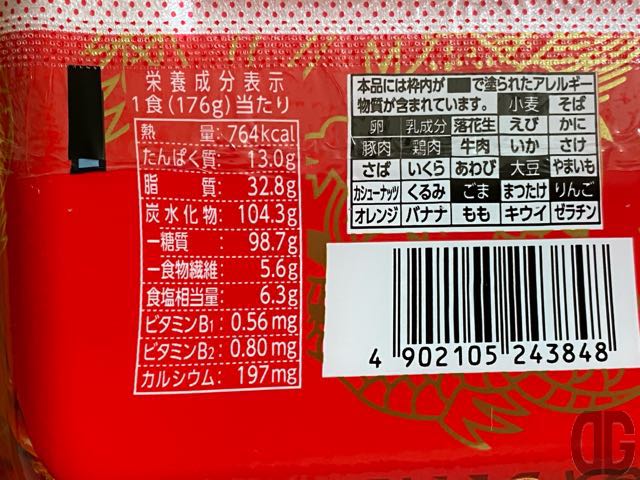 栄養成分表示
1食(176g)当たり
熱量:764kcal
たんぱく質:13.0g
脂質:32.8g
炭水化物:104.3g
―糖質:98.7g
―食物繊維:5.6g
食塩相当量:6.3g
ビタミンB1:0.56mg
ビタミンB2:0.80mg
カルシウム:197mg
本品には枠内が■で塗られたアレルギー
物質が含まれています。 小麦 そば
卵 乳成分 落花生 えび かに
豚肉 鶏肉 牛肉 いか さけ
さば いくら あわび 大豆 やまいも
カシューナッツ くるみ ごま まつたけ りんご
オレンジ バナナ もも キウイ ゼラチン
4 902105 243848
DG